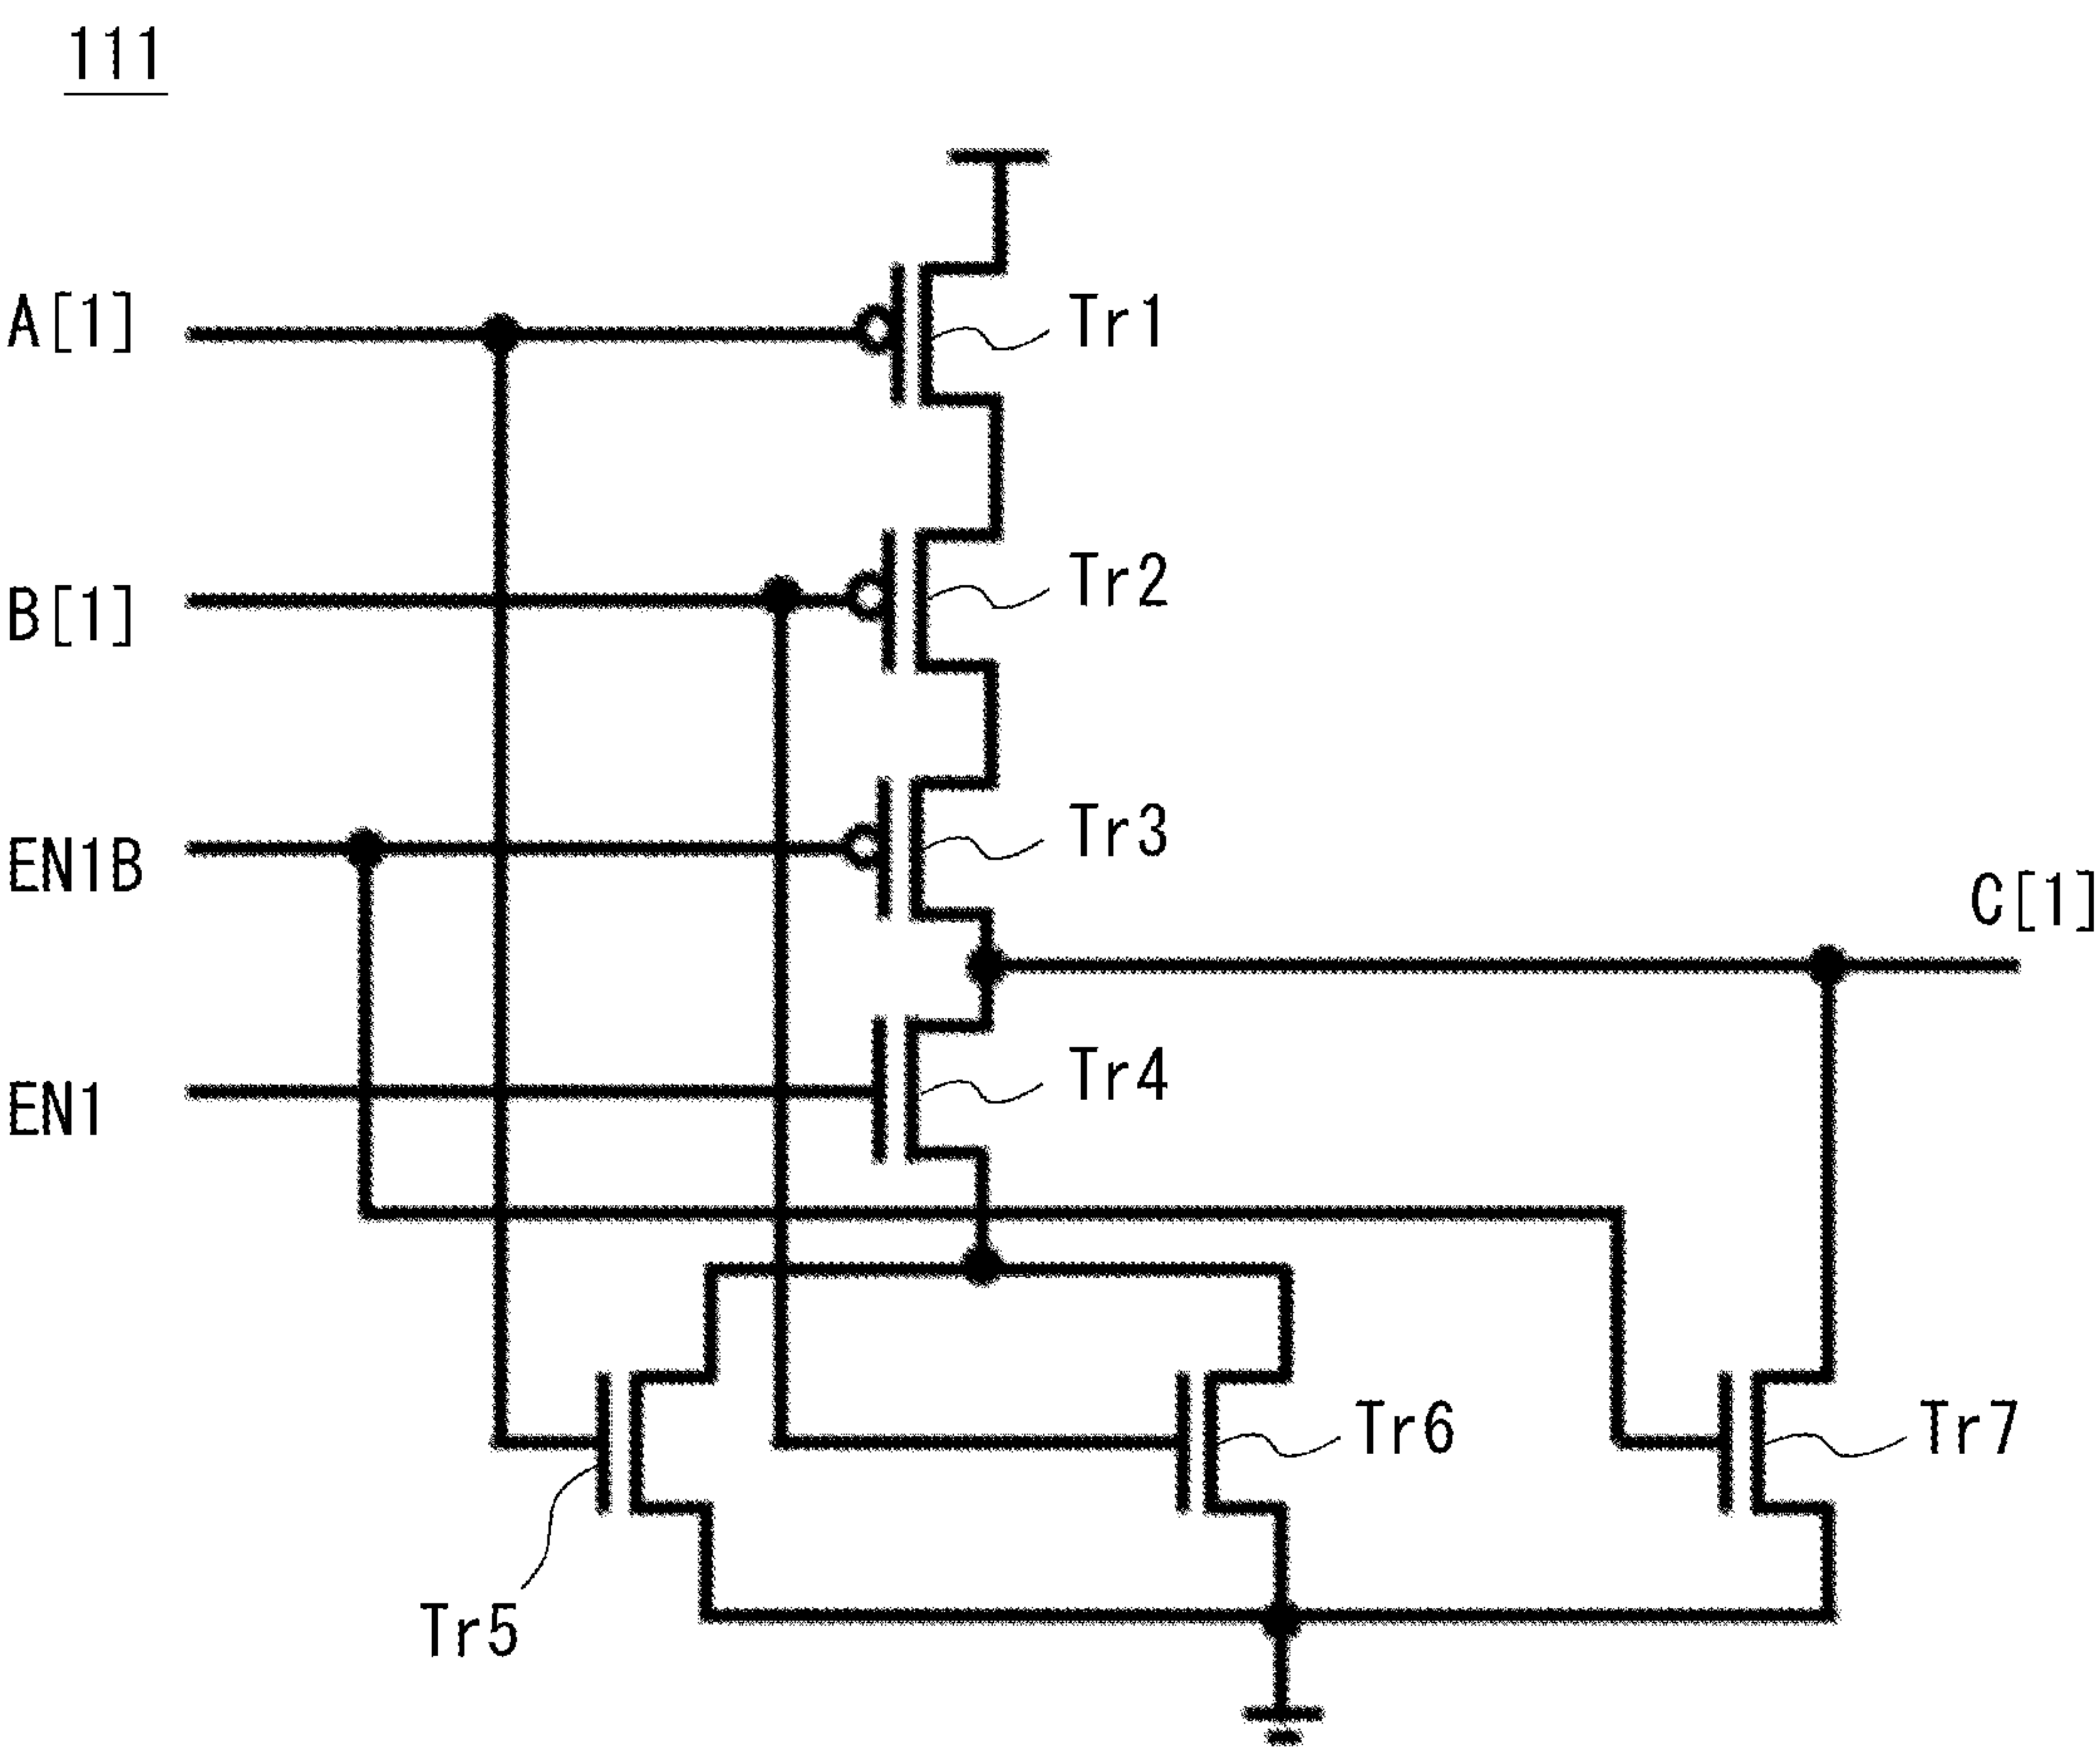 111
A[1]
Tr1
B[1]
Tr2
EN1B
Tr3
C[1]
EN1
Tr4
Tr6
Tr7
Tr5